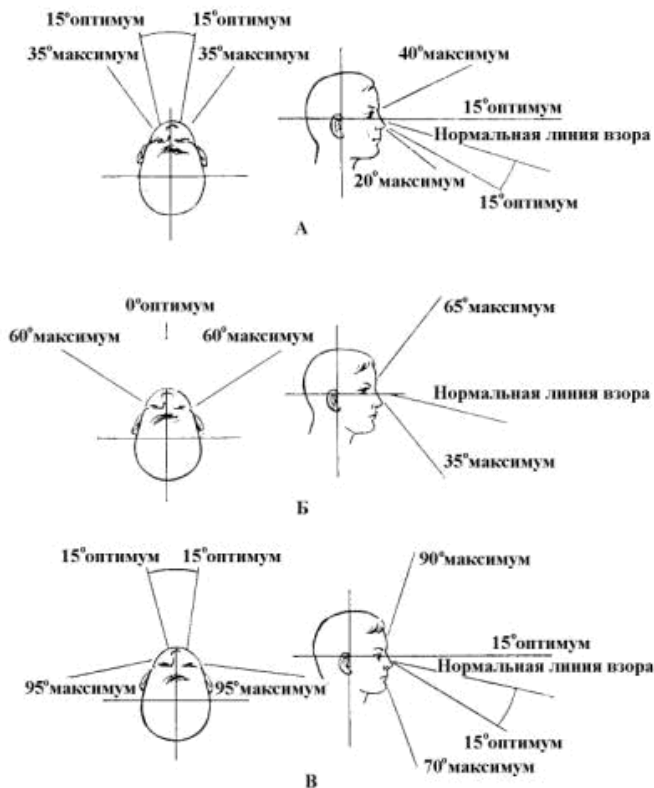 15°оптимум 15°оптимум
35°максимум 35°максимум
40°максимум
15°оптимум
Нормальная линия взора
20°максимум
15°оптимум
А
0°оптимум
60°максимум 60°максимум
65°максимум
Нормальная линия взора
35°максимум
Б
15°оптимум 15°оптимум
95°максимум 95°максимум
90°максимум
15°оптимум
Нормальная линия взора
15°оптимум
70°максимум
В